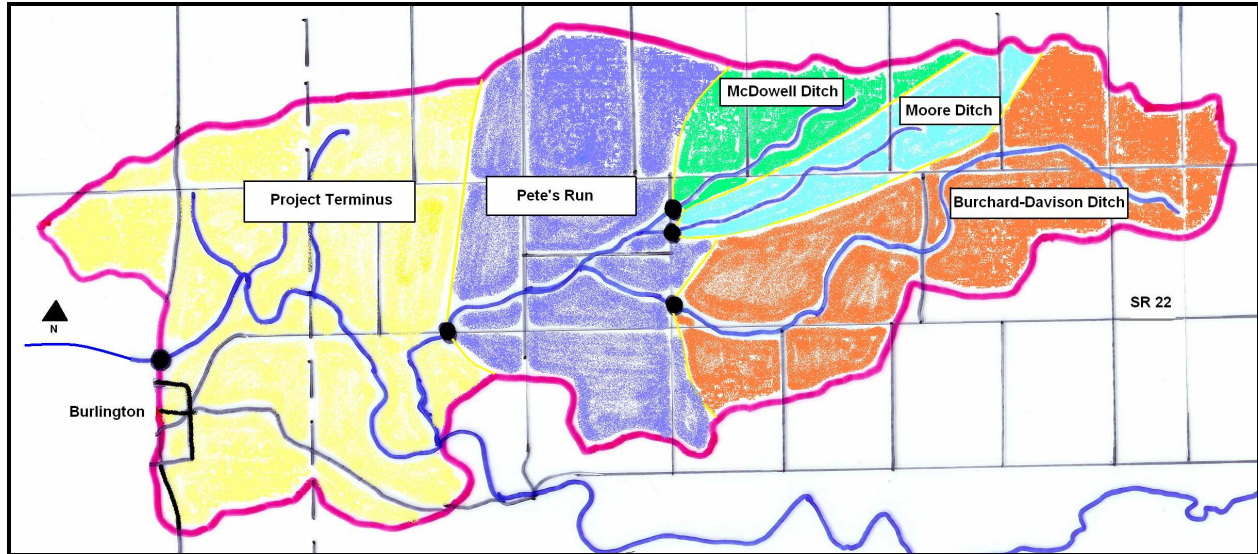 McDowell Ditch
Moore Ditch
Project Terminus
Pete's Run
Burchard-Davison Ditch
SR 22
N
Burlington